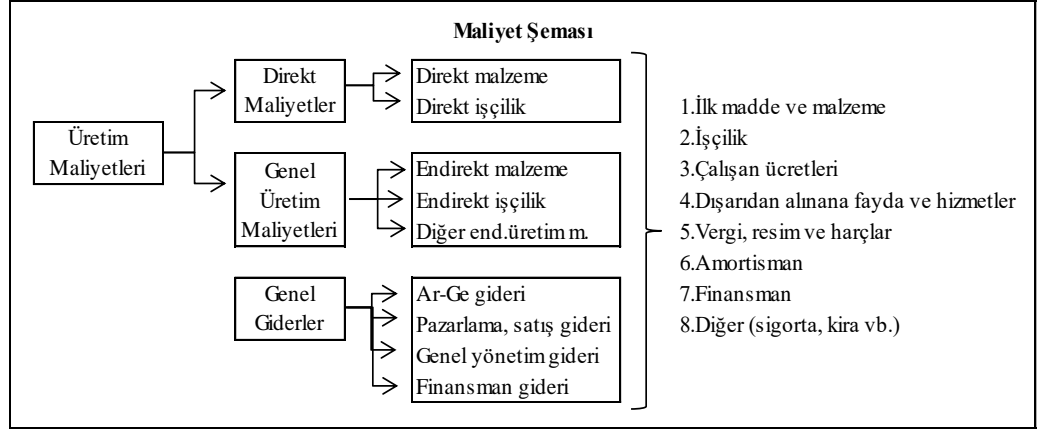 Maliyet Şeması
Üretim
Maliyetleri
Direkt
Maliyetler
Direkt malzeme
Direkt işçilik
Genel
Üretim
Maliyetleri
Endirekt malzeme
Endirekt işçilik
Diğer end.üretim m.
Genel
Giderler
Ar-Ge gideri
Pazarlama, satış gideri
Genel yönetim gideri
Finansman gideri
1.İlk madde ve malzeme
2.İşçilik
3.Çalışan ücretleri
4.Dışarıdan alınana fayda ve hizmetler
5.Vergi, resim ve harçlar
6.Amortisman
7.Finansman
8.Diğer (sigorta, kira vb.)